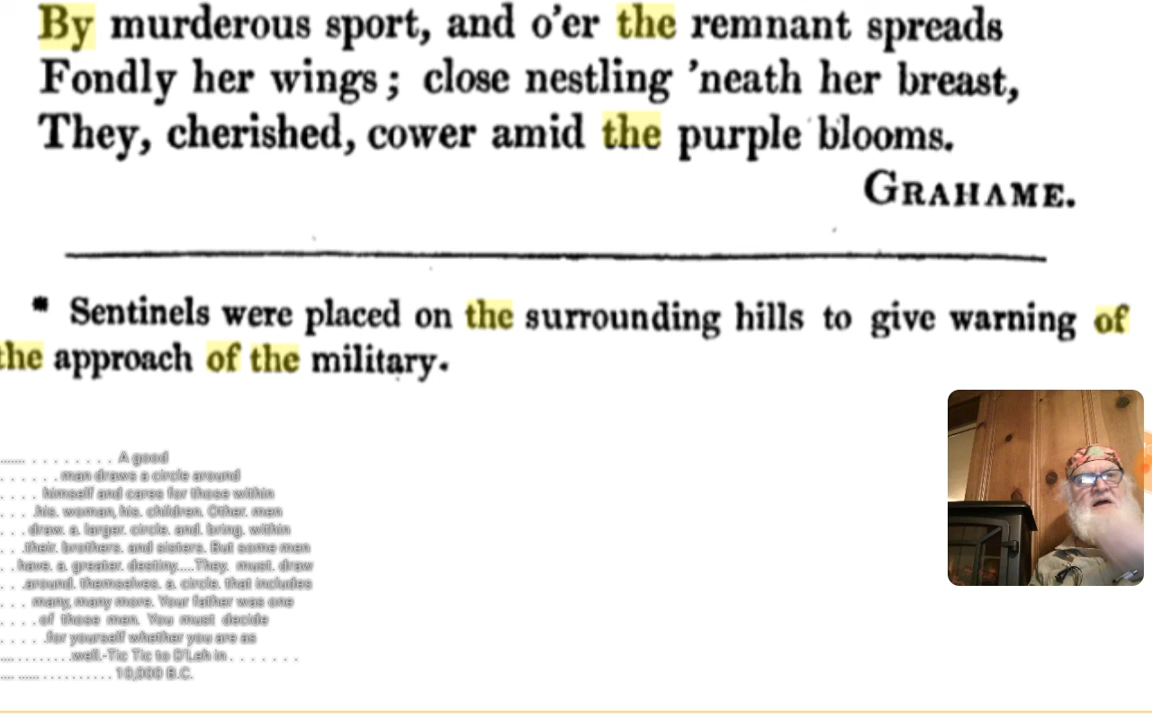 By murderous sport, and o'er the remnant spreads
Fondly her wings; close nestling 'neath her breast,
They, cherished, cower amid the purple blooms.
GRAHAME.
* Sentinels were placed on the surrounding hills to give warning of
the approach of the military.
....... . . . . . . . . . A good
. . . . . . man draws a circle around
. . . . himself and cares for those within
. . . .his. woman, his. children. Other. men
. . . draw. a. larger. circle. and. bring. within
. . .their. brothers. and sisters. But some men
. . have. a. greater. destiny.....They. must. draw
. . .around. themselves. a. circle. that includes
. . . many, many more. Your father was one
. . . . of those men. You must decide
. . . . .for yourself whether you are as
.............well.-Tic Tic to D'Leh in . . . . . . .
.... ...... . . . . . . . . . . 10,000 B.C.